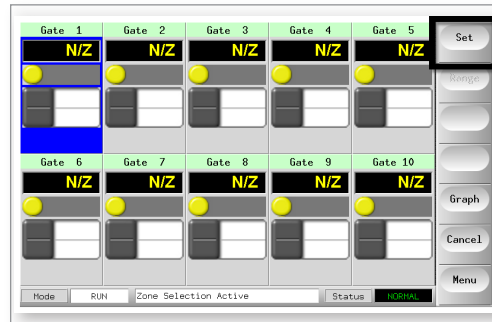 Gate 1 Gate 2 Gate 3 Gate 4 Gate 5
N/Z N/Z N/Z N/Z N/Z
Gate 6 Gate 7 Gate 8 Gate 9 Gate 10
N/Z N/Z N/Z N/Z N/Z
Mode RUN Zone Selection Active Status NORMAL
Set
Range
Graph
Cancel
Menu